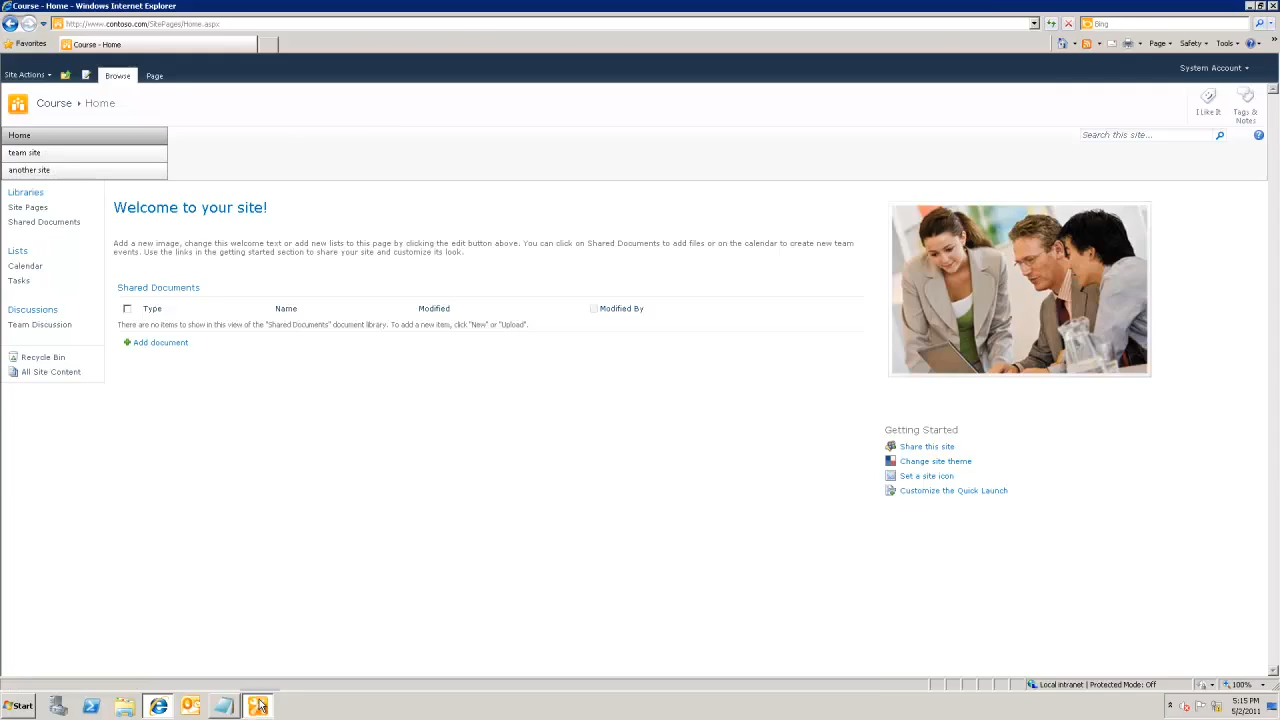 Course - Home - Windows Internet Explorer
http://www.contoso.com/SitePages/Home.aspx
Bing
Favorites
Course - Home
Page
Safety
Tools
Site Actions
Browse
Page
System Account
Course
Home
I Like It
Tags &
Notes
Home
Search this site...
team site
another site
Libraries
Site Pages
Shared Documents
Lists
Calendar
Tasks
Discussions
Team Discussion
Recycle Bin
All Site Content
Welcome to your site!
Add a new image, change this welcome text or add new lists to this page by clicking the edit button above. You can click on Shared Documents to add files or on the calendar to create new team
events. Use the links in the getting started section to share your site and customize its look.
Shared Documents
Type Name Modified Modified By
There are no items to show in this view of the "Shared Documents" document library. To add a new item, click "New" or "Upload".
Add document
Getting Started
Share this site
Change site theme
Set a site icon
Customize the Quick Launch
Local intranet | Protected Mode: Off
100%
Start
5:15 PM
5/2/2011